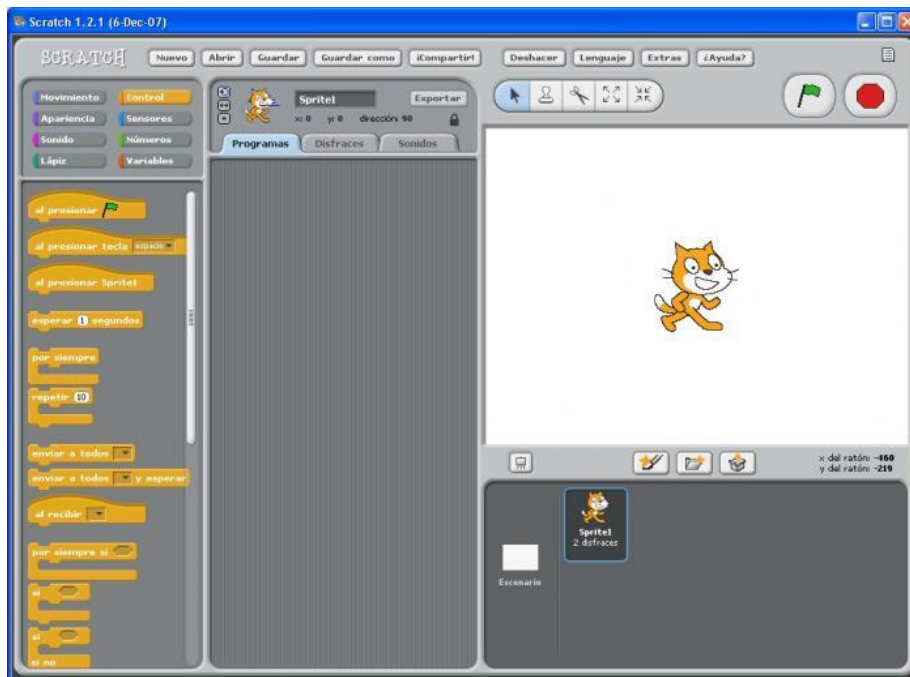 Scratch 1.2.1 (6-Dec-07)
SCRATCH Nuevo Abrir Guardar Guardar como ¡Compartir! Deshacer Lenguaje Extras ¿Ayuda?
Movimiento Control
Apariencia Sensores
Sonido Números
Lápiz Variables
al presionar
al presionar tecla espacio
al presionar Sprite1
esperar 1 segundos
por siempre
repetir 10
enviar a todos
enviar a todos y esperar
al recibir
por siempre si
si
si
si no
Sprite1 Exportar
x: 0 y: 0 dirección: 90
Programas Disfraces Sonidos
x del ratón: -460
y del ratón: -219
Sprite1
2 disfraces
Escenario